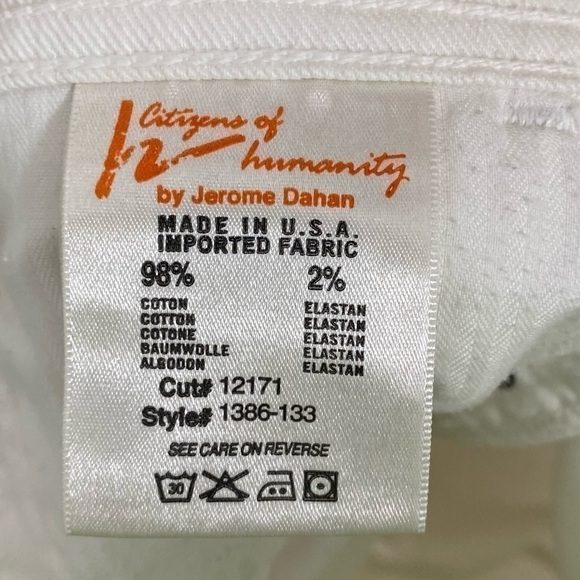 Citizens of
humanity
by Jerome Dahan
MADE IN U.S.A.
IMPORTED FABRIC
98% 2%
COTON ELASTAN
COTTON ELASTAN
COTONE ELASTAN
BAUMWOLLE ELASTAN
ALGODON ELASTAN
Cut# 12171
Style# 1386-133
SEE CARE ON REVERSE
30